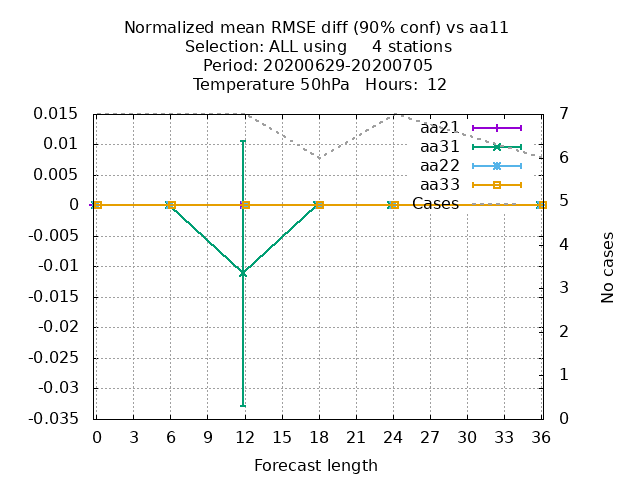 Normalized mean RMSE diff (90% conf) vs aa11
Selection: ALL using 4 stations
Period: 20200629-20200705
Temperature 50hPa Hours: 12
0.015
0.01
0.005
0
-0.005
-0.01
-0.015
-0.02
-0.025
-0.03
-0.035
7
6
5
4
3
2
1
0
No cases
aa21
aa31
aa22
aa33
Cases
0 3 6 9 12 15 18 21 24 27 30 33 36
Forecast length